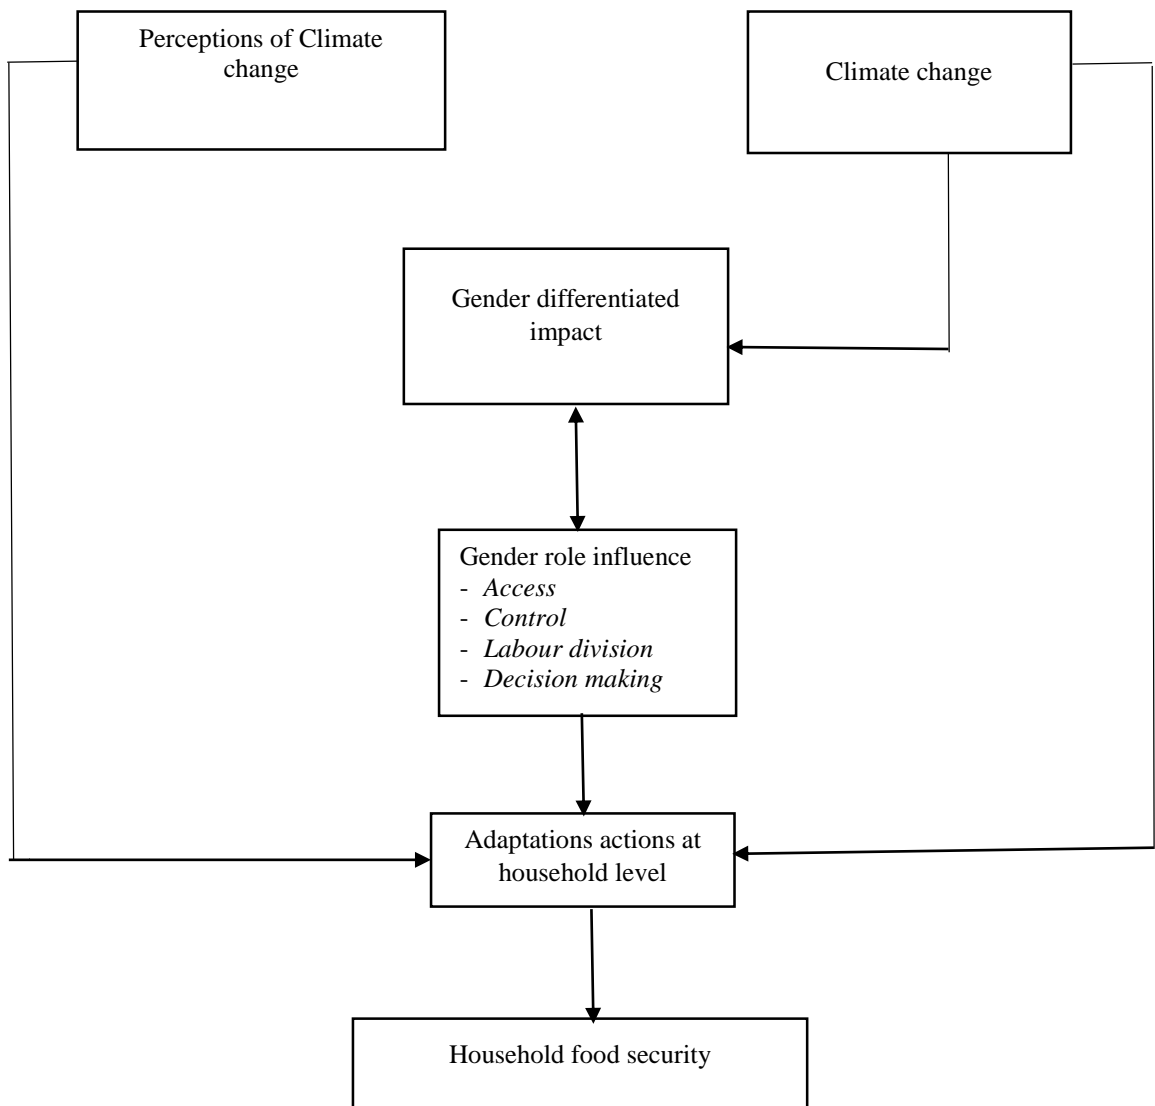 Perceptions of Climate
change
Climate change
Gender differentiated
impact
Gender role influence
- Access
- Control
- Labour division
- Decision making
Adaptations actions at
household level
Household food security